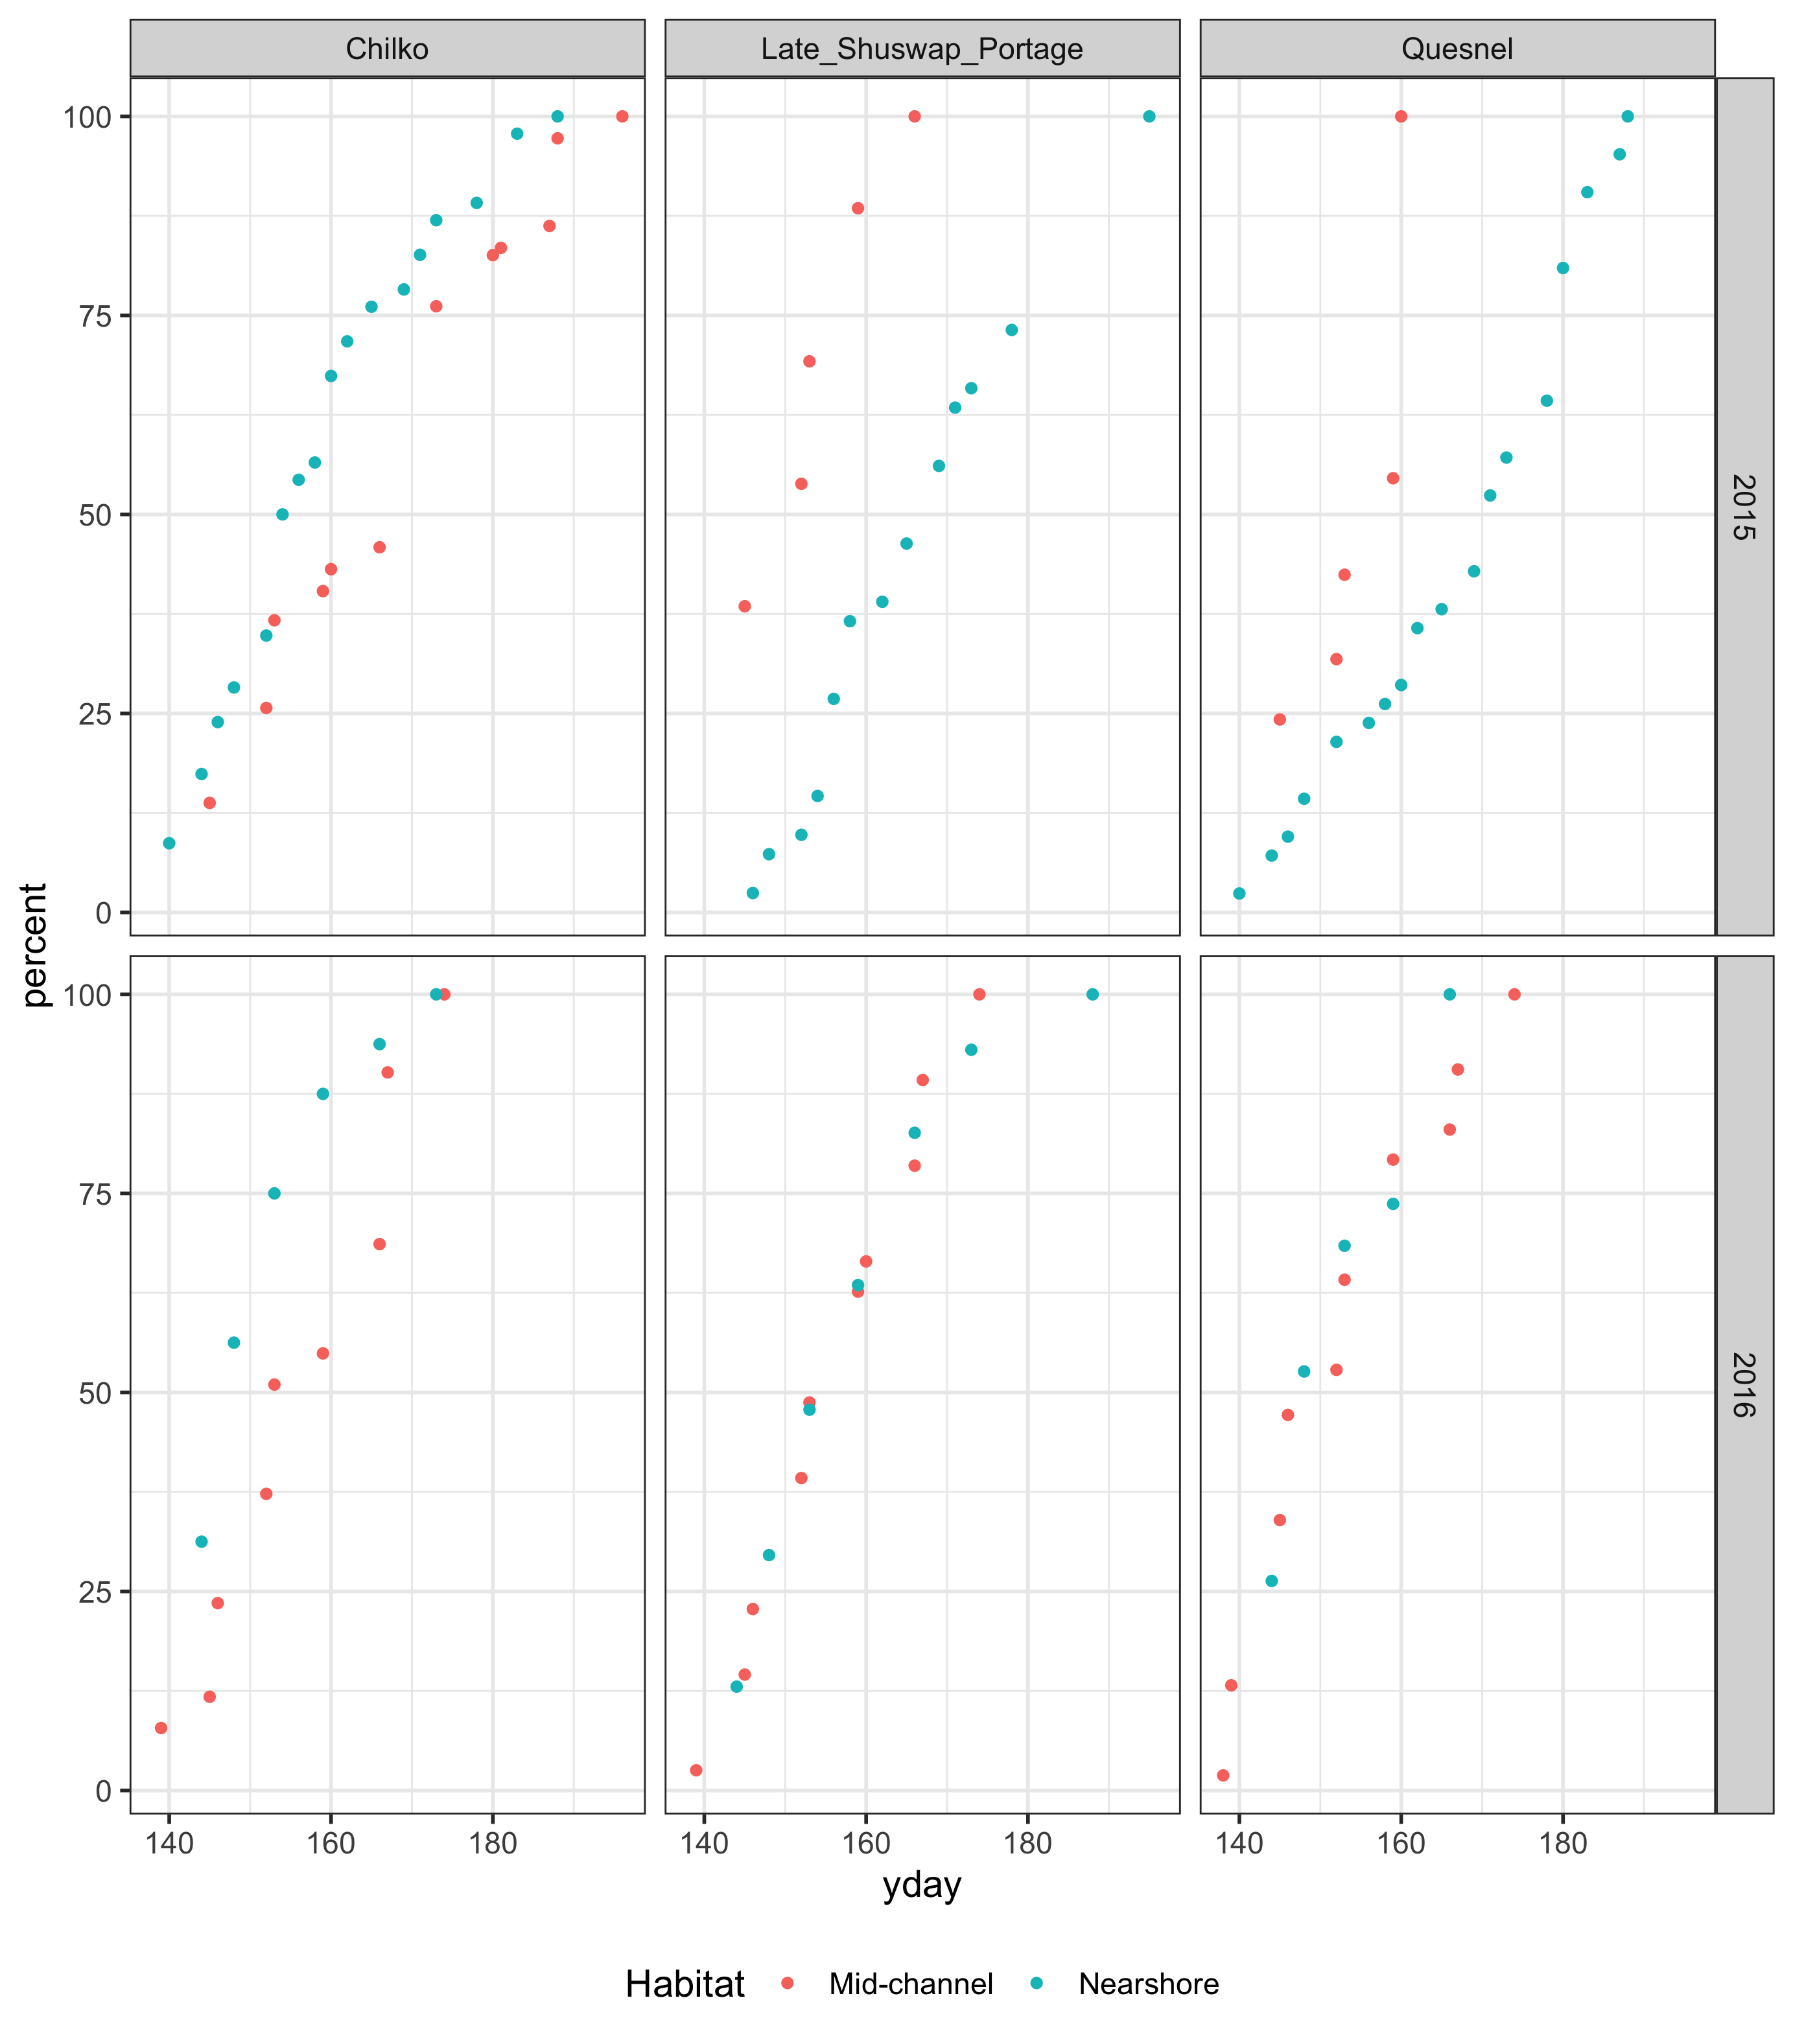 Chilko Late_Shuswap_Portage Quesnel
100
75
50
25
0
2015
percent
100
75
50
25
0
2016
140 160 180 140 160 180 140 160 180
yday
Habitat Mid-channel Nearshore